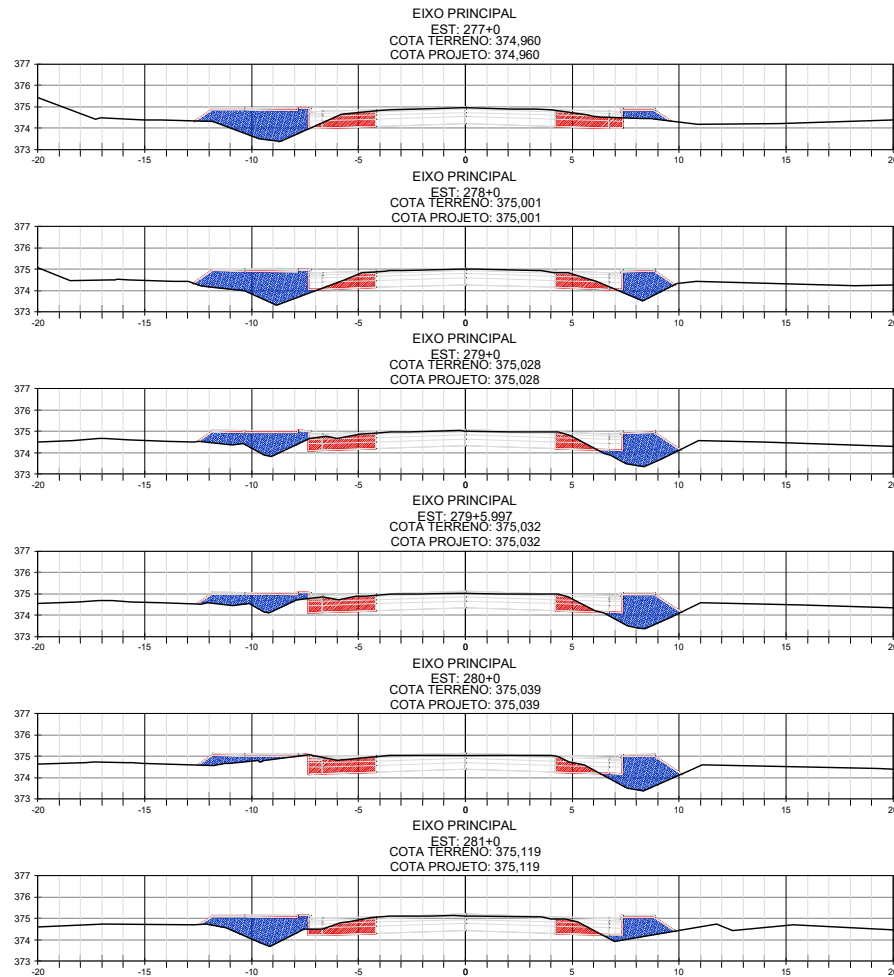 EIXO PRINCIPAL
EST: 277+0
COTA TERRENO: 374,960
COTA PROJETO: 374,960
377
376
375
374
373
-20 -15 -10 -5 0 5 10 15 20
EIXO PRINCIPAL
EST: 278+0
COTA TERRENO: 375,001
COTA PROJETO: 375,001
377
376
375
374
373
-20 -15 -10 -5 0 5 10 15 20
EIXO PRINCIPAL
EST: 279+0
COTA TERRENO: 375,028
COTA PROJETO: 375,028
377
376
375
374
373
-20 -15 -10 -5 0 5 10 15 20
EIXO PRINCIPAL
EST: 279+5.997
COTA TERRENO: 375,032
COTA PROJETO: 375,032
377
376
375
374
373
-20 -15 -10 -5 0 5 10 15 20
EIXO PRINCIPAL
EST: 280+0
COTA TERRENO: 375,039
COTA PROJETO: 375,039
377
376
375
374
373
-20 -15 -10 -5 0 5 10 15 20
EIXO PRINCIPAL
EST: 281+0
COTA TERRENO: 375,119
COTA PROJETO: 375,119
377
376
375
374
373
-20 -15 -10 -5 0 5 10 15 20